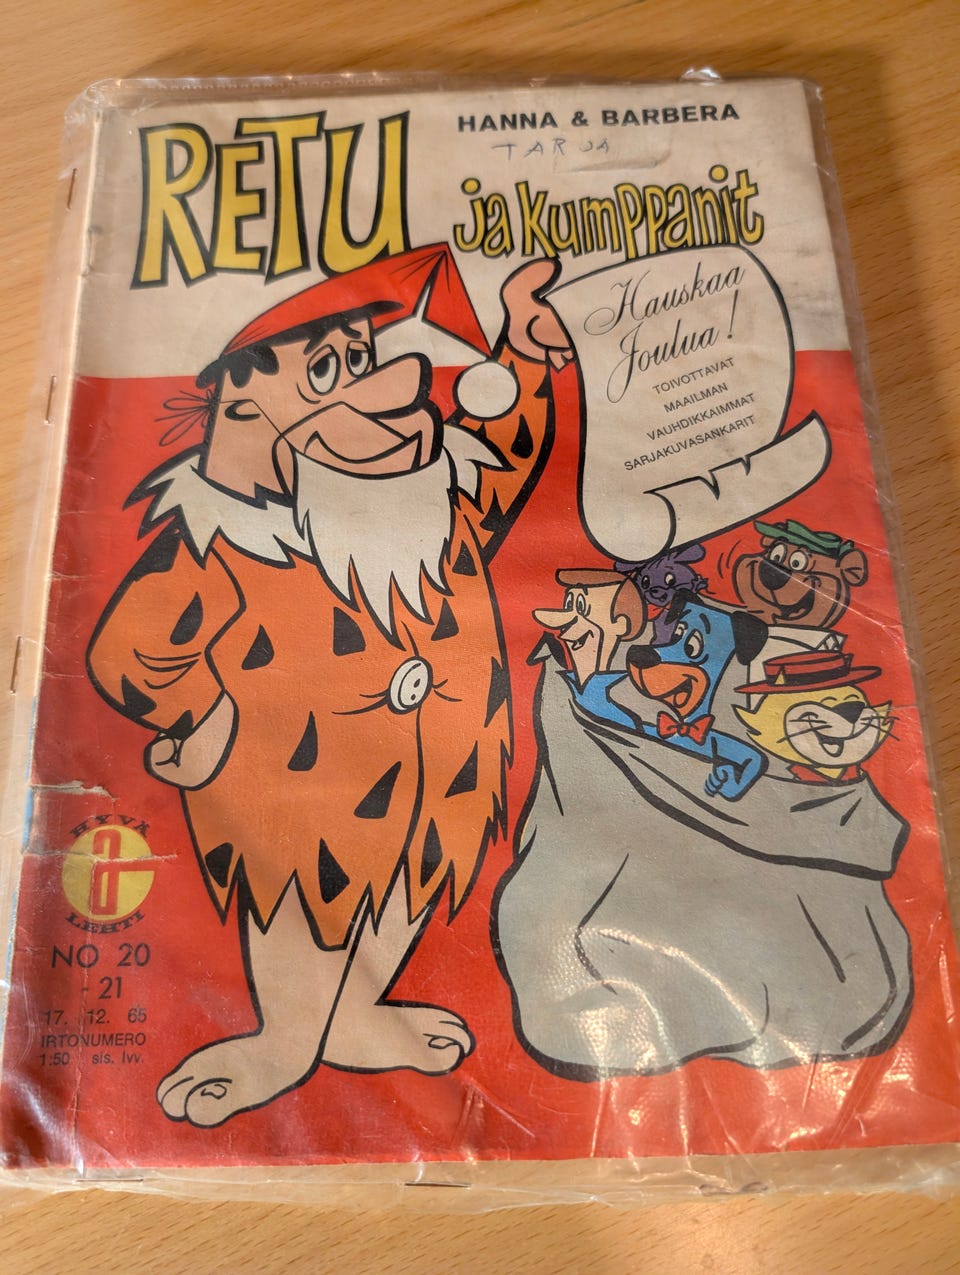 RETU
HANNA & BARBERA
TARJA
ja kumppanit
Hauskaa
Joulua!
TOIVOTTAVAT
MAAILMAN
VAUHDIKKAIMMAT
SARJAKUVASANKARIT
HYVÄ
LEHTI
NO 20
- 21
17. 12. 65
IRTONUMERO
1:50 sis. lvv.